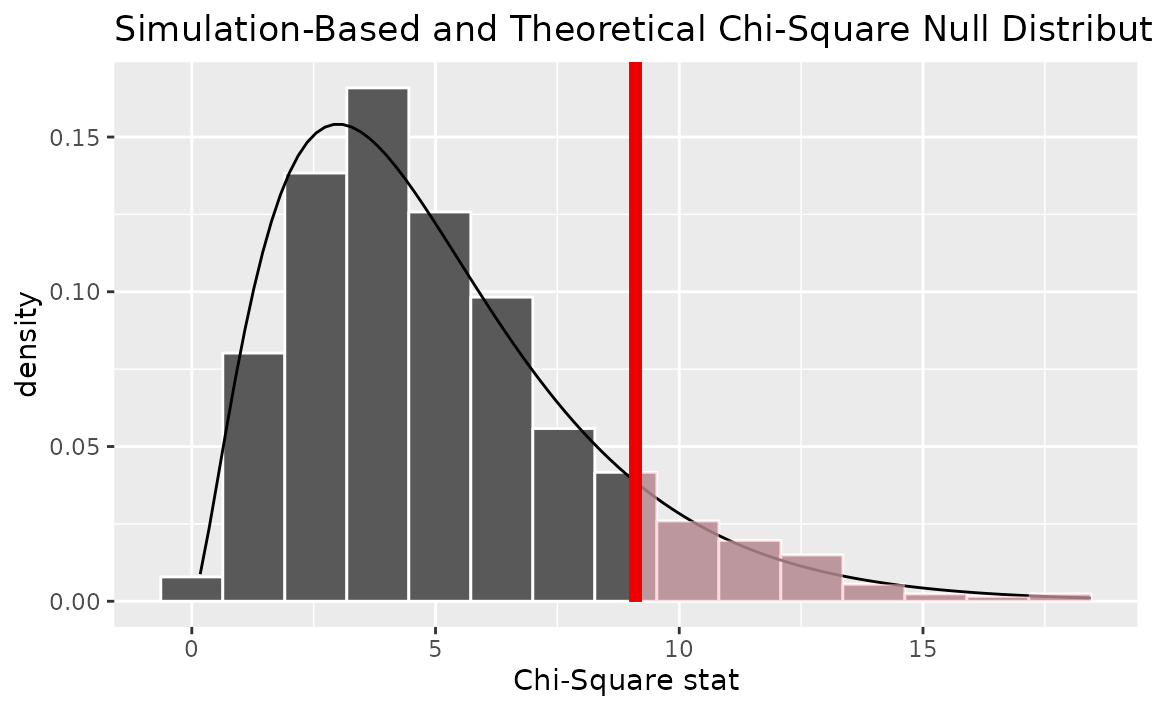 Simulation-Based and Theoretical Chi-Square Null Distribut
0.15
0.10
0.05
0.00
density
0
5
10
15
Chi-Square stat